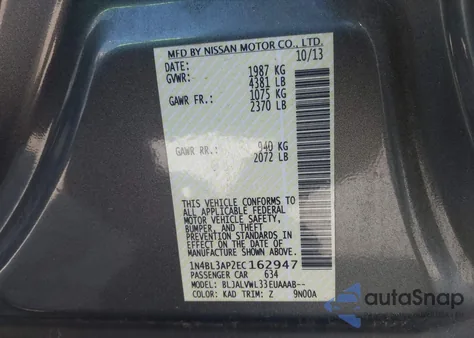 MFD BY NISSAN MOTOR CO., LTD.
DATE: 10/13
GVWR: 1987 KG
4381 LB
GAWR FR.: 1075 KG
2370 LB
GAWR RR.: 940 KG
2072 LB
THIS VEHICLE CONFORMS TO
ALL APPLICABLE FEDERAL
MOTOR VEHICLE SAFETY,
BUMPER, AND THEFT
PREVENTION STANDARDS IN
EFFECT ON THE DATE OF
MANUFACTURE SHOWN ABOVE.
1N4BL3AP2EC162947
PASSENGER CAR 634
MODEL: BLJALVWL33EUAAAB--
COLOR: KAD TRIM: Z 9N00A
autoSnap